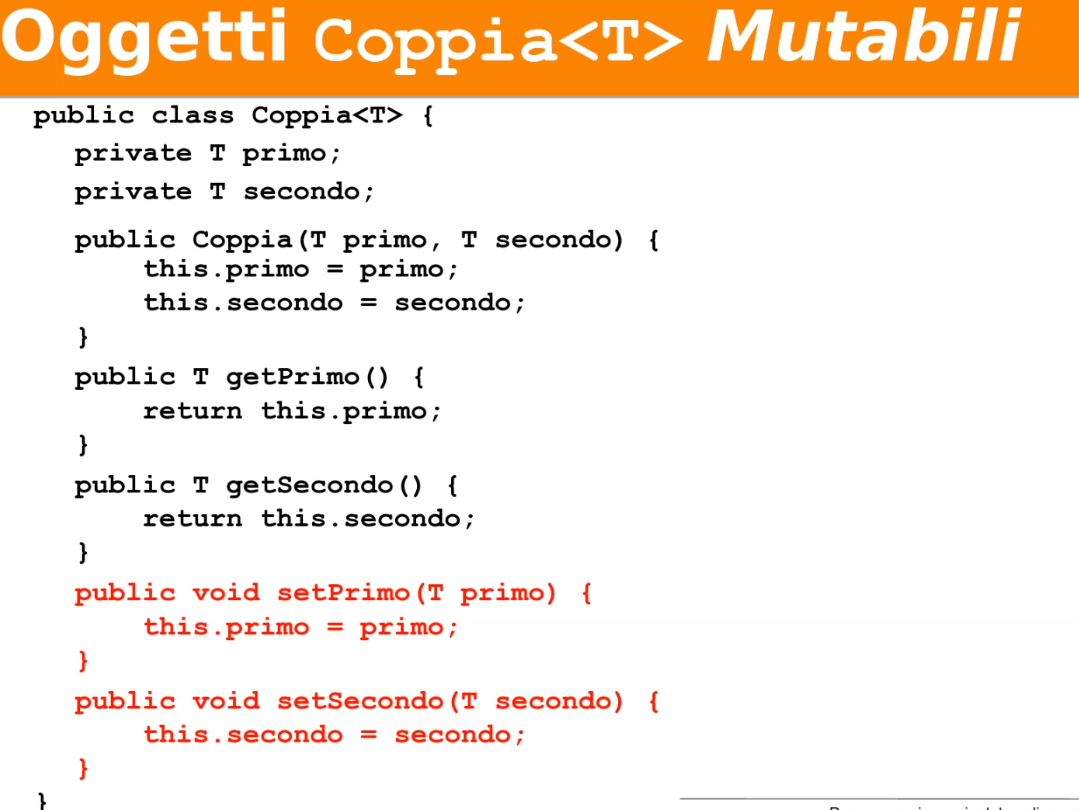 Oggetti Coppia<T> Mutabili
public class Coppia<T> {
private T primo;
private T secondo;
public Coppia(T primo, T secondo) {
this.primo = primo;
this.secondo = secondo;
}
public T getPrimo() {
return this.primo;
}
public T getSecondo() {
return this.secondo;
}
public void setPrimo(T primo) {
this.primo = primo;
}
public void setSecondo(T secondo) {
this.secondo = secondo;
}
}